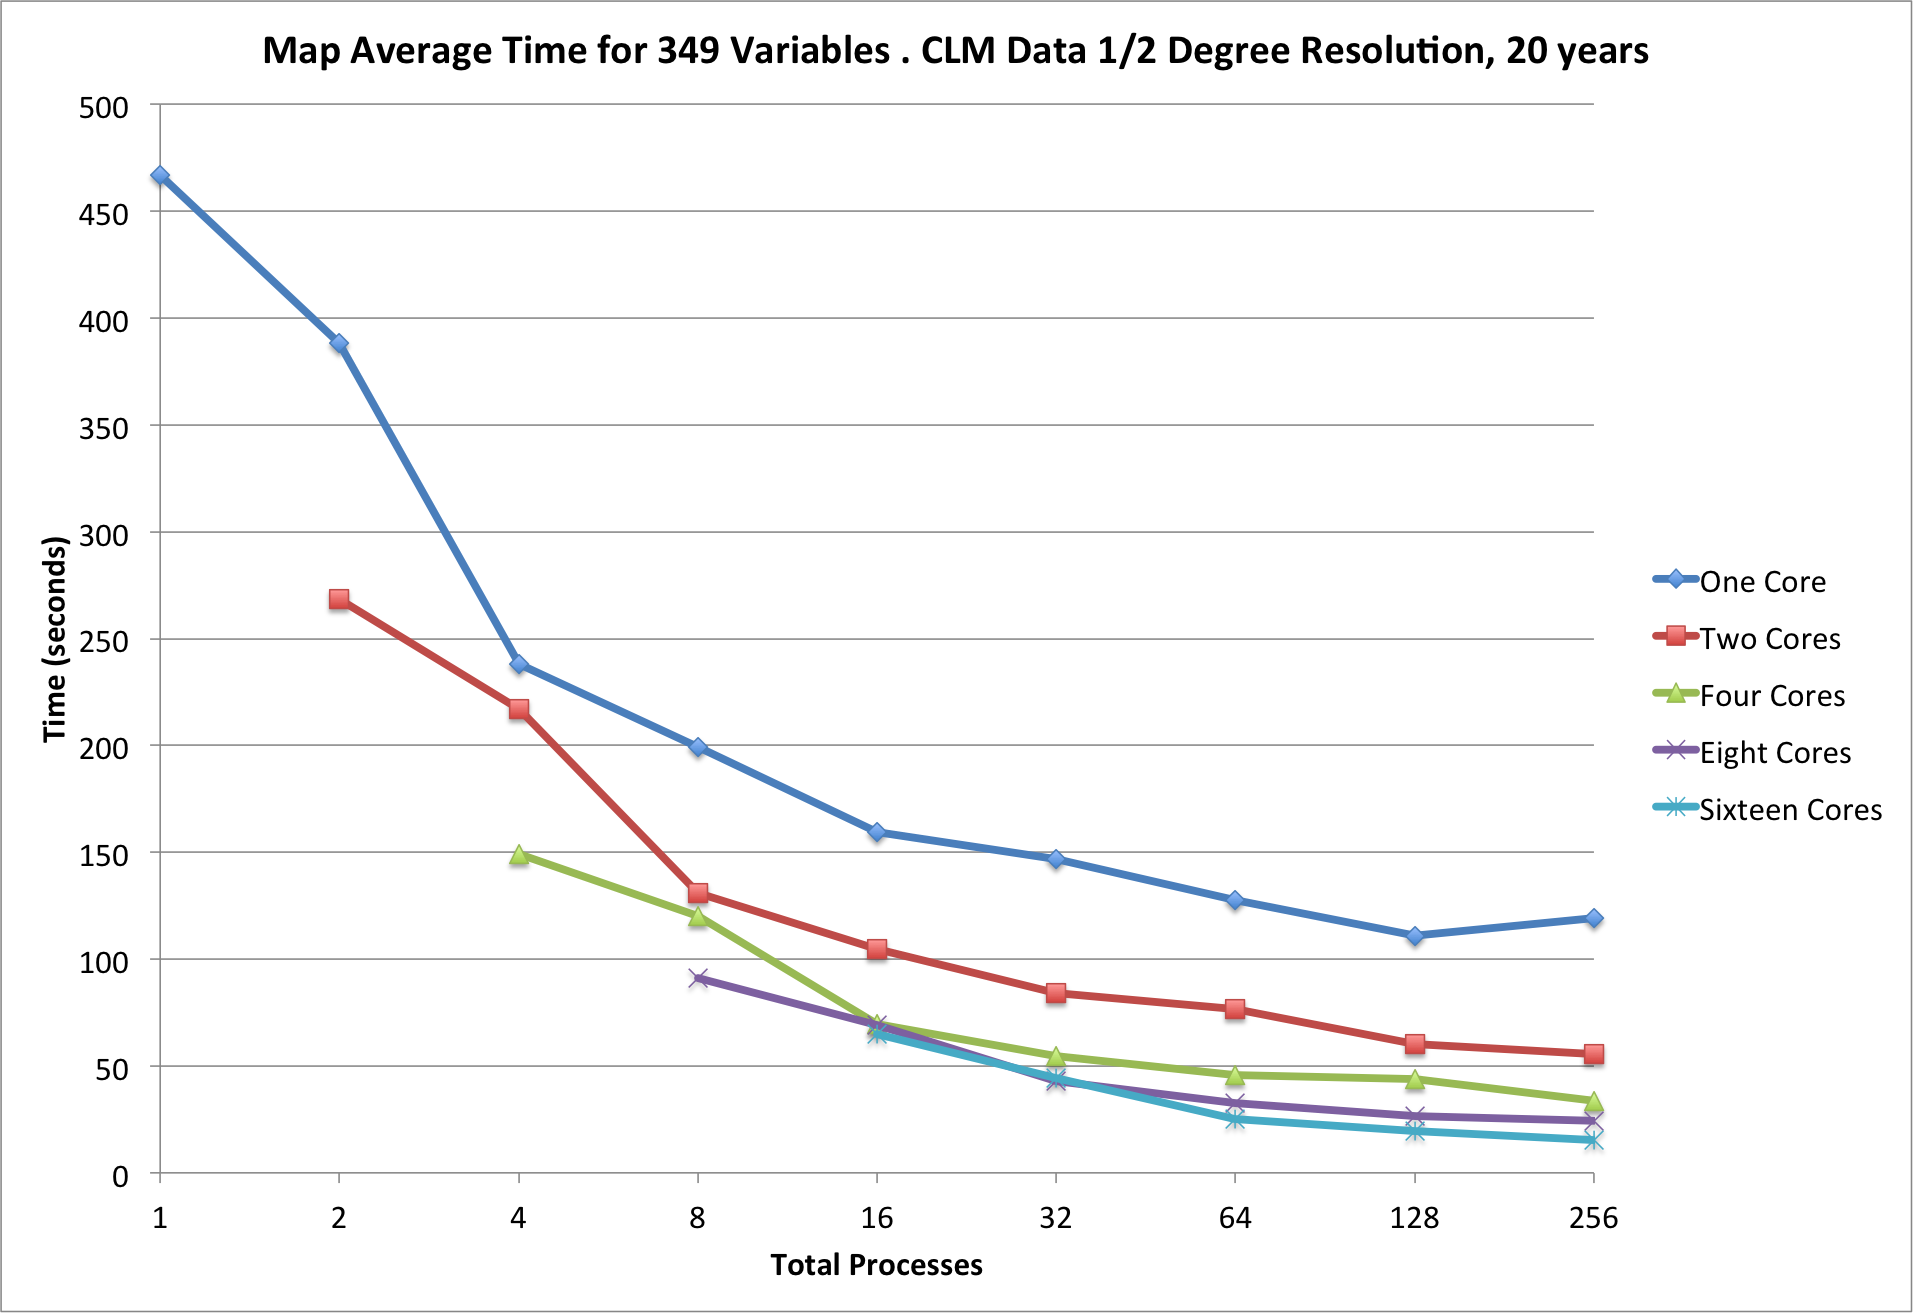 Map Average Time for 349 Variables . CLM Data 1/2 Degree Resolution, 20 years
500
450
400
350
300
250
200
150
100
50
0
Time (seconds)
1 2 4 8 16 32 64 128 256
Total Processes
One Core
Two Cores
Four Cores
Eight Cores
Sixteen Cores